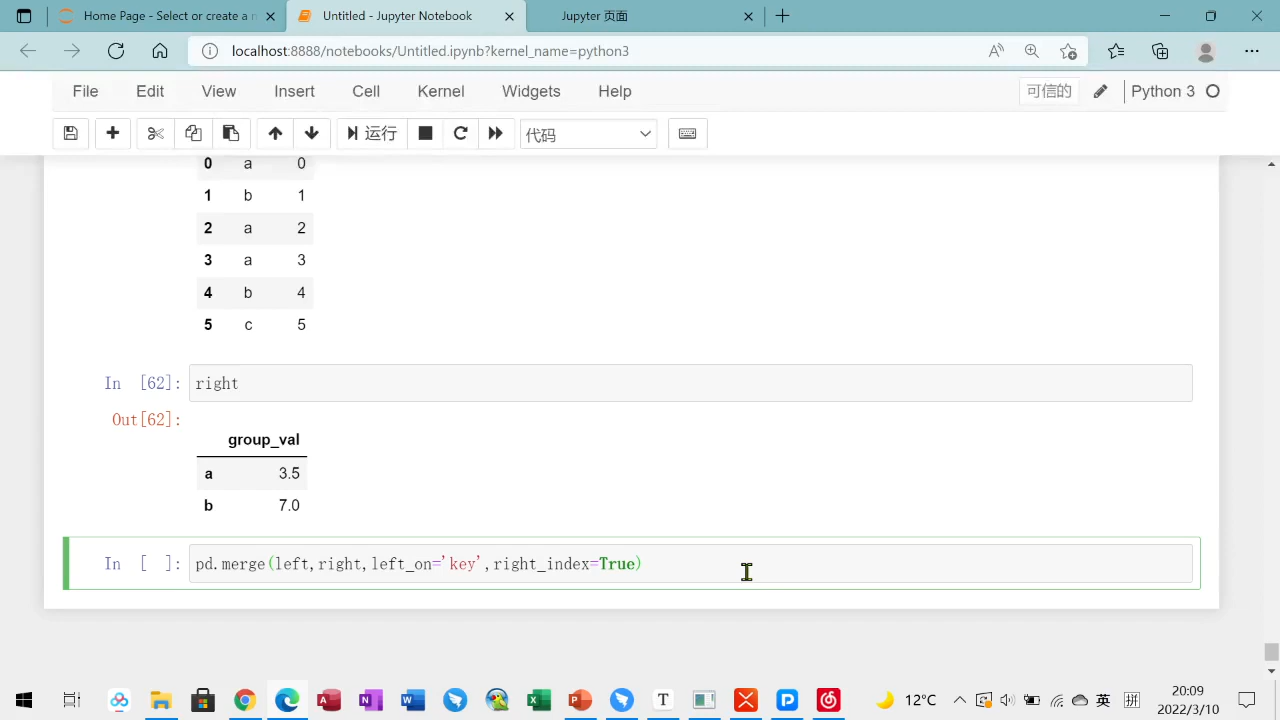 Home Page - Select or create a n
Untitled - Jupyter Notebook
Jupyter 页面
localhost:8888/notebooks/Untitled.ipynb?kernel_name=python3
File Edit View Insert Cell Kernel Widgets Help 可信的 Python 3
运行 代码
0 a 0
1 b 1
2 a 2
3 a 3
4 b 4
5 c 5
In [62]: right
Out[62]:
group_val
a 3.5
b 7.0
In [ ]: pd.merge(left,right,left_on='key',right_index=True)
12°C 英 拼 20:09
2022/3/10